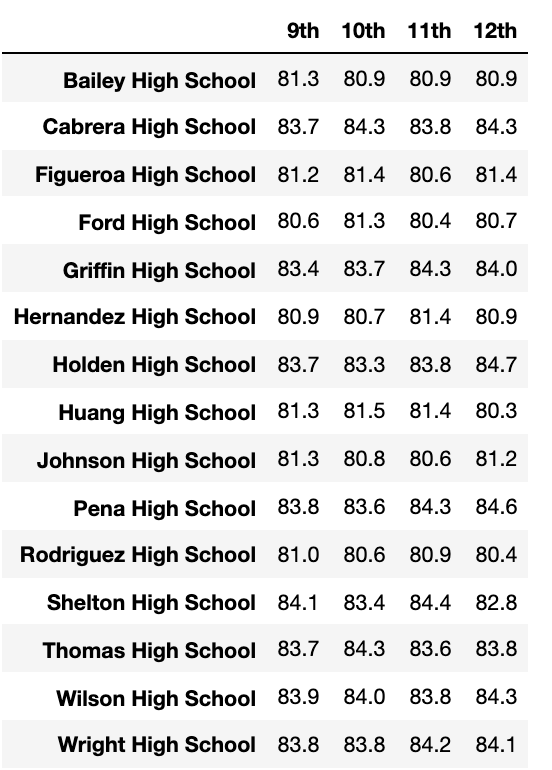 9th 10th 11th 12th
Bailey High School 81.3 80.9 80.9 80.9
Cabrera High School 83.7 84.3 83.8 84.3
Figueroa High School 81.2 81.4 80.6 81.4
Ford High School 80.6 81.3 80.4 80.7
Griffin High School 83.4 83.7 84.3 84.0
Hernandez High School 80.9 80.7 81.4 80.9
Holden High School 83.7 83.3 83.8 84.7
Huang High School 81.3 81.5 81.4 80.3
Johnson High School 81.3 80.8 80.6 81.2
Pena High School 83.8 83.6 84.3 84.6
Rodriguez High School 81.0 80.6 80.9 80.4
Shelton High School 84.1 83.4 84.4 82.8
Thomas High School 83.7 84.3 83.6 83.8
Wilson High School 83.9 84.0 83.8 84.3
Wright High School 83.8 83.8 84.2 84.1